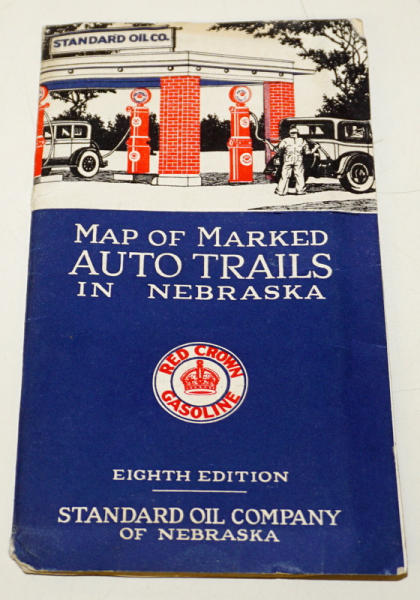 STANDARD OIL CO.
MAP OF MARKED
AUTO TRAILS
IN NEBRASKA
RED CROWN
GASOLINE
EIGHTH EDITION
STANDARD OIL COMPANY
OF NEBRASKA